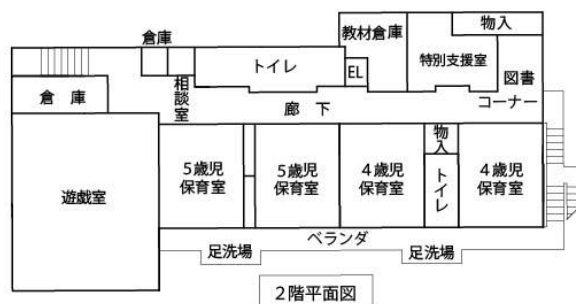 教材倉庫
物入
倉庫
トイレ
EL
特別支援室
図書
コーナー
倉 庫
相談室
廊 下
遊戯室
5歳児
保育室
5歳児
保育室
4歳児
保育室
物入
トイレ
4歳児
保育室
ベランダ
足洗場
足洗場
2階平面図